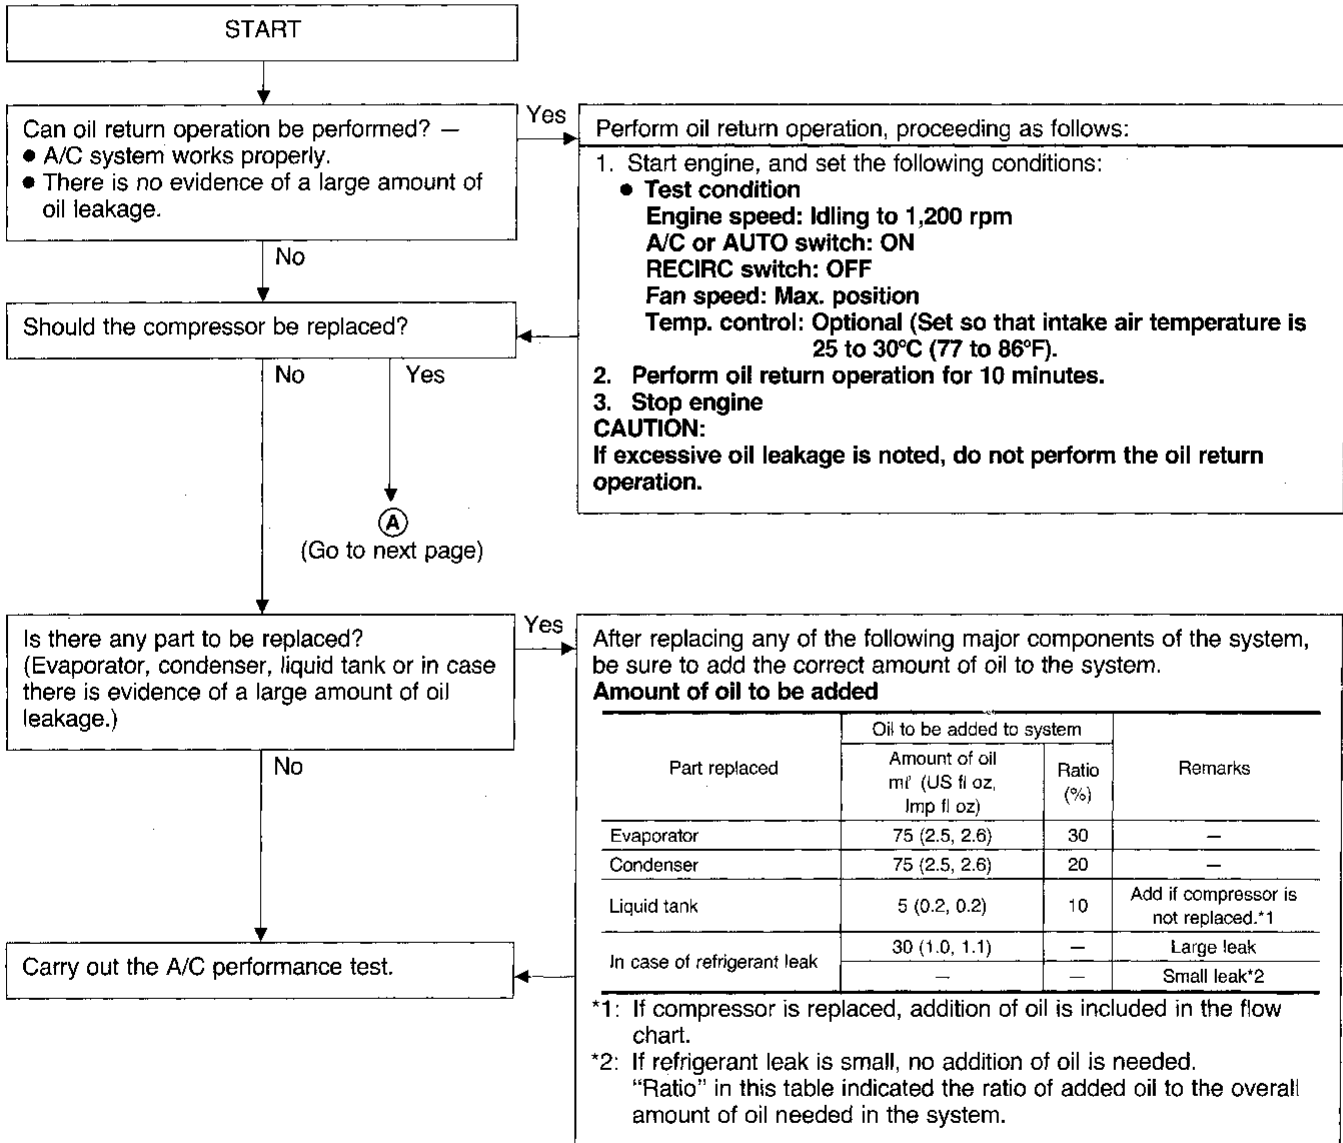 START
Can oil return operation be performed? —
● A/C system works properly.
● There is no evidence of a large amount of
oil leakage.
Yes
Perform oil return operation, proceeding as follows:
1. Start engine, and set the following conditions:
● Test condition
Engine speed: Idling to 1,200 rpm
A/C or AUTO switch: ON
RECIRC switch: OFF
Fan speed: Max. position
Temp. control: Optional (Set so that intake air temperature is
25 to 30°C (77 to 86°F).
2. Perform oil return operation for 10 minutes.
3. Stop engine
CAUTION:
If excessive oil leakage is noted, do not perform the oil return
operation.
No
Should the compressor be replaced?
No
Yes
A
(Go to next page)
Is there any part to be replaced?
(Evaporator, condenser, liquid tank or in case
there is evidence of a large amount of oil
leakage.)
Yes
After replacing any of the following major components of the system,
be sure to add the correct amount of oil to the system.
Amount of oil to be added
Part replaced
Oil to be added to system
Amount of oil
mℓ (US fl oz,
Imp fl oz)
Ratio
(%)
Remarks
Evaporator 75 (2.5, 2.6) 30 —
Condenser 75 (2.5, 2.6) 20 —
Liquid tank 5 (0.2, 0.2) 10 Add if compressor is
not replaced.*1
In case of refrigerant leak 30 (1.0, 1.1) — Large leak
— — Small leak*2
*1: If compressor is replaced, addition of oil is included in the flow
chart.
*2: If refrigerant leak is small, no addition of oil is needed.
"Ratio" in this table indicated the ratio of added oil to the overall
amount of oil needed in the system.
No
Carry out the A/C performance test.